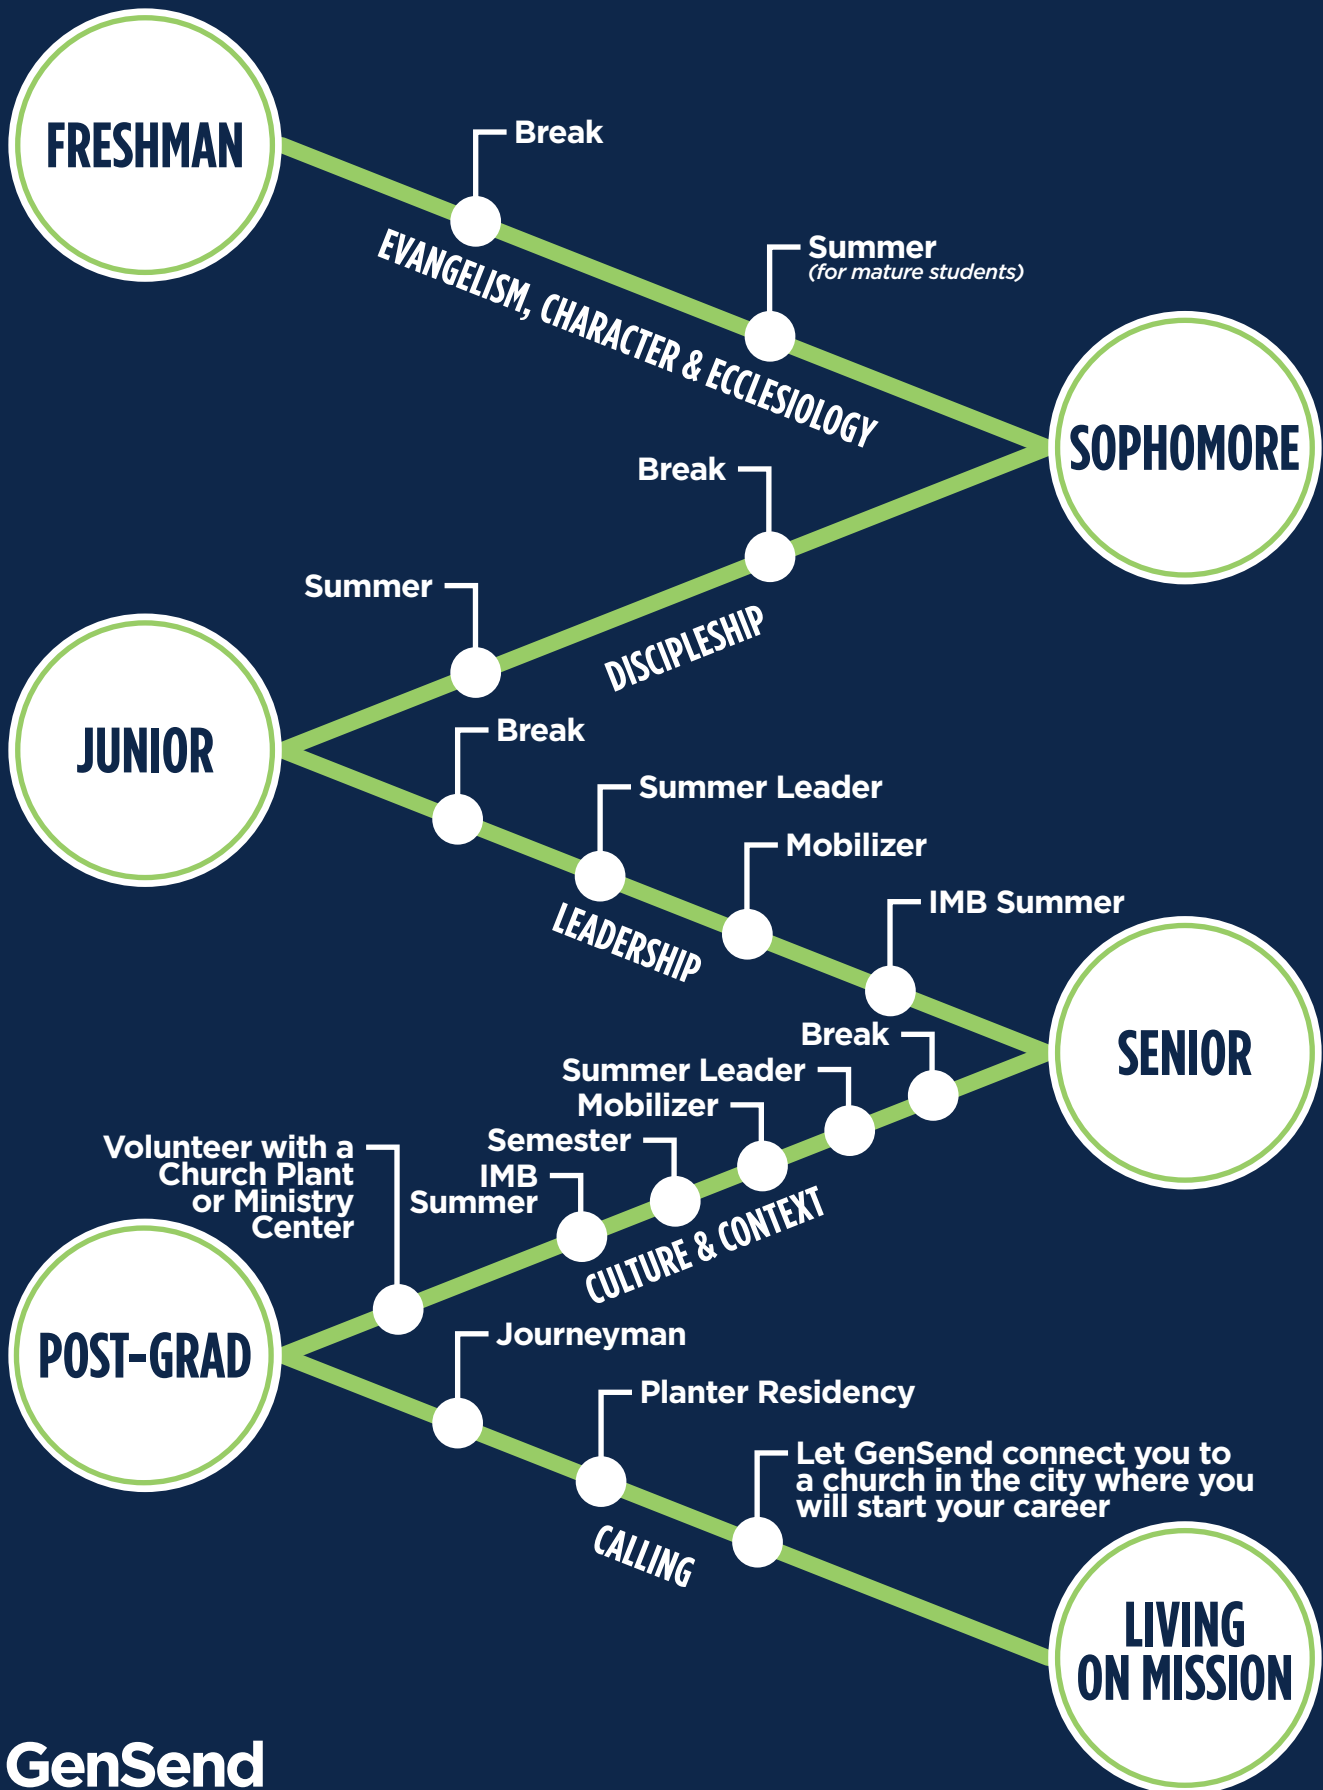 FRESHMAN
Break
EVANGELISM, CHARACTER & ECCLESIOLOGY
Summer
(for mature students)
SOPHOMORE
Break
DISCIPLESHIP
Summer
JUNIOR
Break
LEADERSHIP
Summer Leader
Mobilizer
IMB Summer
SENIOR
Break
Summer Leader
Mobilizer
Semester
IMB
Summer
CULTURE & CONTEXT
Volunteer with a
Church Plant
or Ministry
Center
POST-GRAD
Journeyman
Planter Residency
CALLING
Let GenSend connect you to
a church in the city where you
will start your career
LIVING
ON MISSION
GenSend